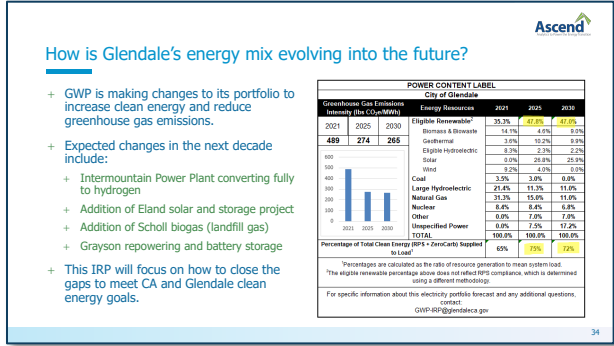 Ascend
How is Glendale's energy mix evolving into the future?
+ GWP is making changes to its portfolio to
increase clean energy and reduce
greenhouse gas emissions.
+ Expected changes in the next decade
include:
+ Intermountain Power Plant converting fully
to hydrogen
+ Addition of Eland solar and storage project
+ Addition of Scholl biogas (landfill gas)
+ Grayson repowering and battery storage
+ This IRP will focus on how to close the
gaps to meet CA and Glendale clean
energy goals.
POWER CONTENT LABEL
City of Glendale
Greenhouse Gas Emissions
Intensity (lbs CO2e/MWh)
2021 2025 2030
489 274 265
600
500
400
300
200
100
0
2021 2025 2030
Energy Resources 2021 2025 2030
Eligible Renewable2 35.3% 47.8% 47.0%
Biomass & Biowaste 14.1% 4.6% 9.0%
Geothermal 3.6% 10.2% 9.9%
Eligible Hydroelectric 8.3% 2.3% 2.2%
Solar 0.0% 26.8% 25.9%
Wind 9.2% 4.0% 0.0%
Coal 3.5% 3.0% 0.0%
Large Hydroelectric 21.4% 11.3% 11.0%
Natural Gas 31.3% 15.0% 11.0%
Nuclear 8.4% 8.4% 6.8%
Other 0.0% 7.0% 7.0%
Unspecified Power 0.0% 7.5% 17.2%
TOTAL 100.0% 100.0% 100.0%
Percentage of Total Clean Energy (RPS + ZeroCarb) Supplied
to Load1 65% 75% 72%
1Percentages are calculated as the ratio of resource generation to mean system load.
2The eligible renewable percentage above does not reflect RPS compliance, which is determined
using a different methodology.
For specific information about this electricity portfolio forecast and any additional questions,
contact:
GWP-IRP@glendaleca.gov
34